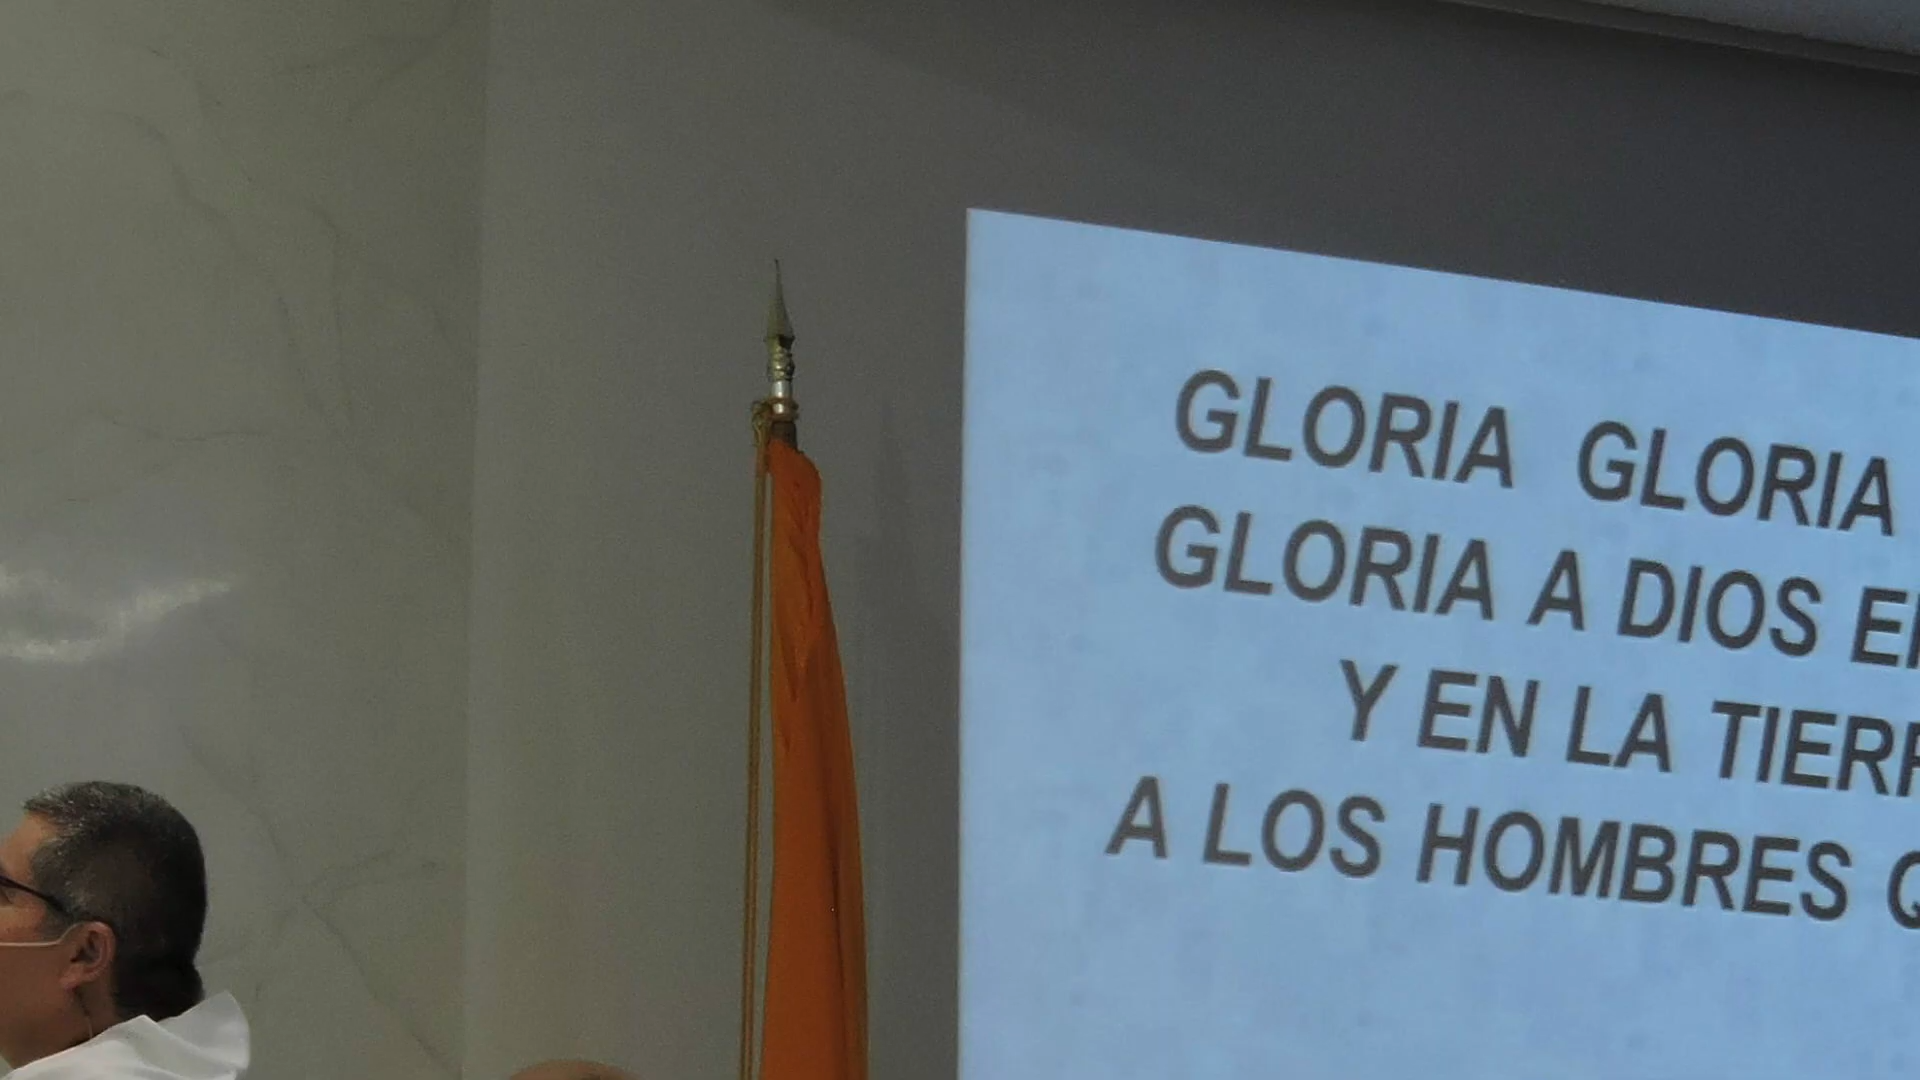 GLORIA GLORIA
GLORIA A DIOS
Y EN LA
A LOS HOMBRES